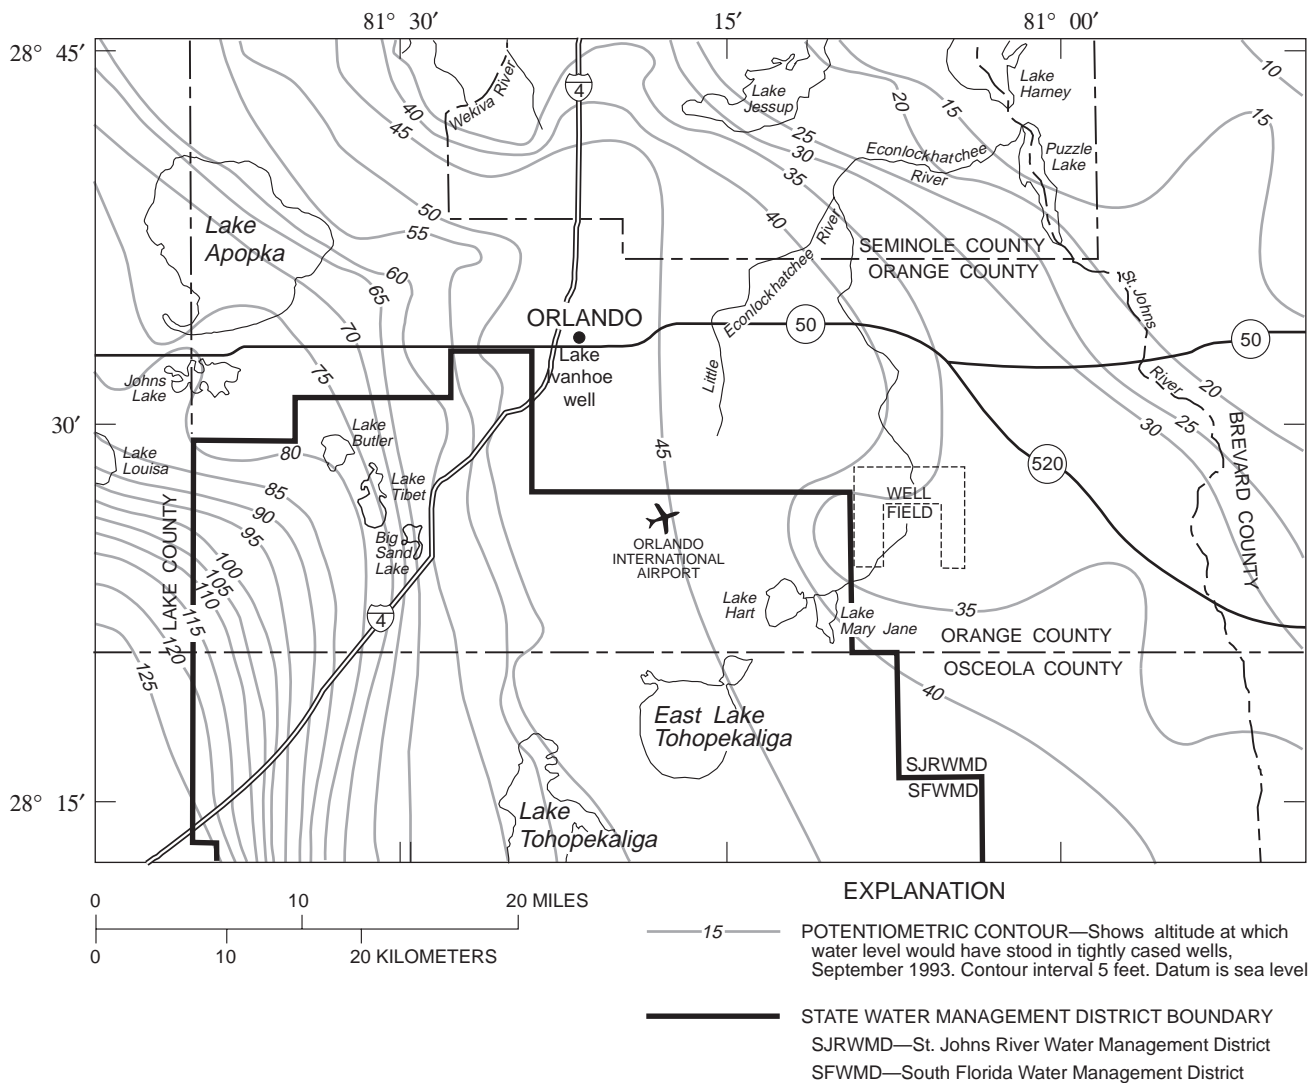 81° 30′
15′
81° 00′
28° 45′
30′
28° 15′
4
Wekiva River
40
45
Lake
Jessup
20
15
Lake
Harney
10
15
25
30
35
Econlockhatchee
River
Puzzle
Lake
50
55
40
Lake
Apopka
60
65
70
75
SEMINOLE COUNTY
ORANGE COUNTY
Econlockhatchee River
Little
St. Johns
River
ORLANDO
Lake
Ivanhoe
well
50
50
20
25
30
Johns
Lake
Lake
Louisa
Lake
Butler
80
Lake
Tibet
85
90
95
100
105
110
115
120
125
Big
Sand
Lake
LAKE COUNTY
45
520
BREVARD COUNTY
WELL
FIELD
ORLANDO
INTERNATIONAL
AIRPORT
4
Lake
Hart
Lake
Mary Jane
35
ORANGE COUNTY
OSCEOLA COUNTY
40
East Lake
Tohopekaliga
SJRWMD
SFWMD
Lake
Tohopekaliga
0 10 20 MILES
0 10 20 KILOMETERS
EXPLANATION
15 POTENTIOMETRIC CONTOUR—Shows altitude at which
water level would have stood in tightly cased wells,
September 1993. Contour interval 5 feet. Datum is sea level
STATE WATER MANAGEMENT DISTRICT BOUNDARY
SJRWMD—St. Johns River Water Management District
SFWMD—South Florida Water Management District